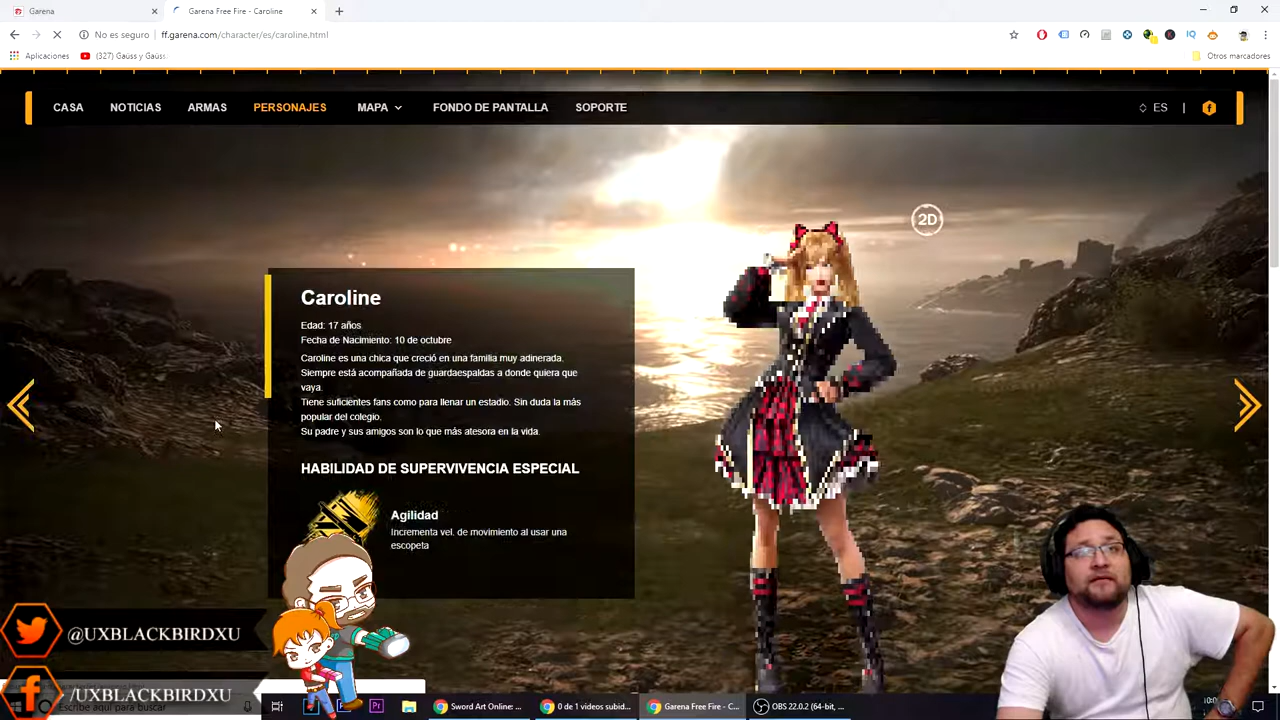 Garena
Garena Free Fire - Caroline
No es seguro
ff.garena.com/character/es/caroline.html
Aplicaciones
(327) Gaüss y Gaüss
Otros marcadores
CASA
NOTICIAS
ARMAS
PERSONAJES
MAPA
FONDO DE PANTALLA
SOPORTE
ES
2D
Caroline
Edad: 17 años
Fecha de Nacimiento: 10 de octubre
Caroline es una chica que creció en una familia muy adinerada.
Siempre está acompañada de guardaespaldas a donde quiera que
vaya.
Tiene suficientes fans como para llenar un estadio. Sin duda la más
popular del colegio.
Su padre y sus amigos son lo que más atesora en la vida.
HABILIDAD DE SUPERVIVENCIA ESPECIAL
Agilidad
Incrementa vel. de movimiento al usar una
escopeta
@UXBLACKBIRDXU
/UXBLACKBIRDXU
Escribe aquí para buscar
Pr
Sword Art Online: ...
0 de 1 videos subid...
Garena Free Fire - C...
OBS 22.0.2 (64-bit, ...